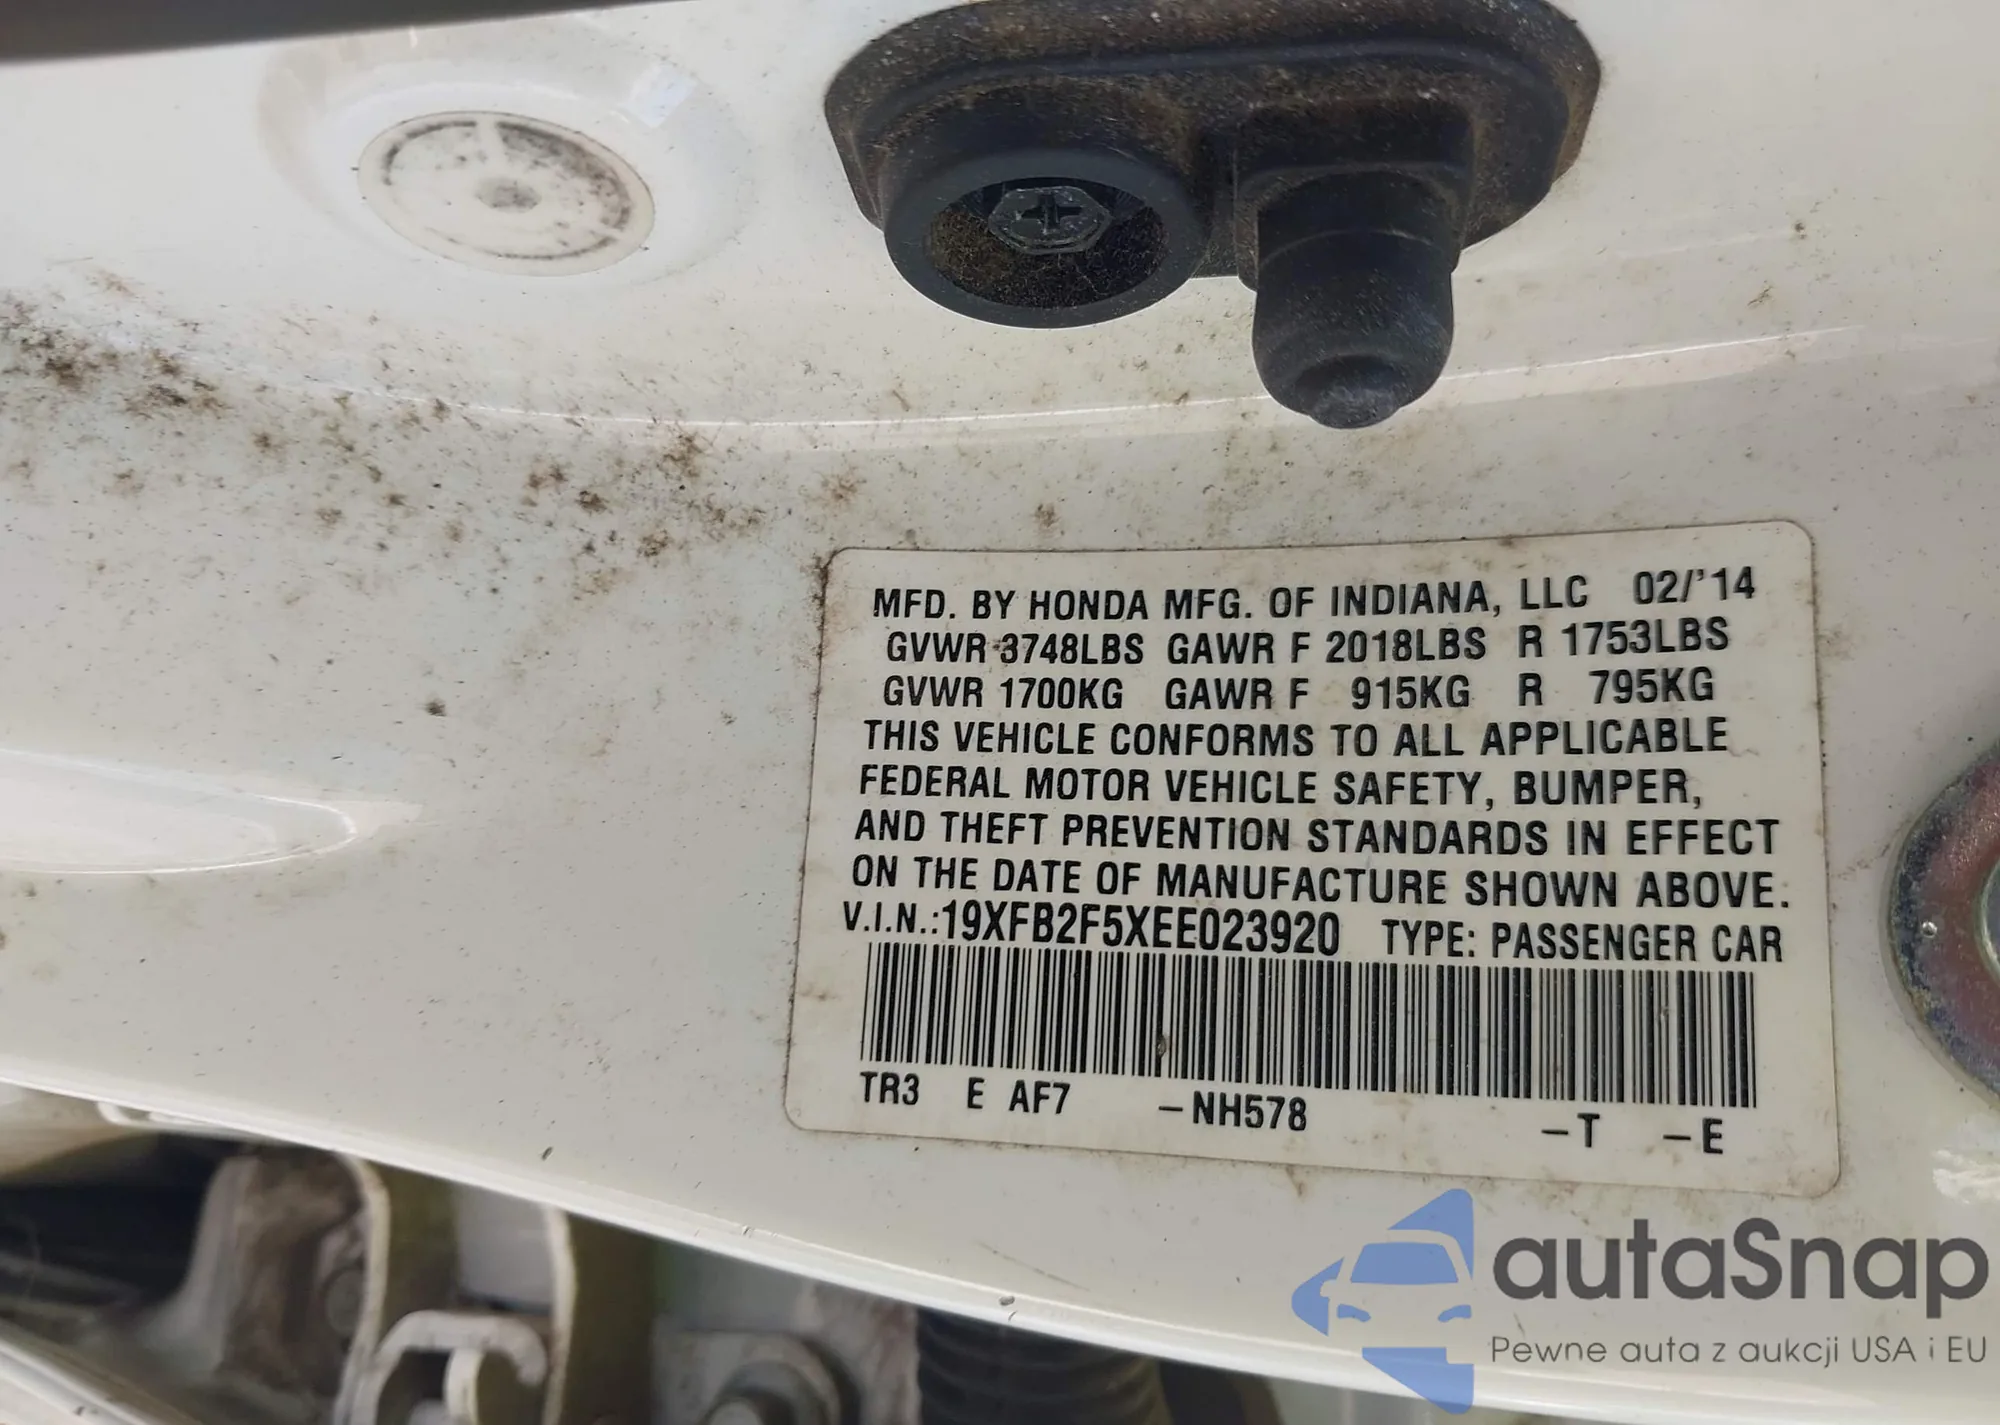 MFD. BY HONDA MFG. OF INDIANA, LLC 02/'14
GVWR 3748LBS GAWR F 2018LBS R 1753LBS
GVWR 1700KG GAWR F 915KG R 795KG
THIS VEHICLE CONFORMS TO ALL APPLICABLE
FEDERAL MOTOR VEHICLE SAFETY, BUMPER,
AND THEFT PREVENTION STANDARDS IN EFFECT
ON THE DATE OF MANUFACTURE SHOWN ABOVE.
V.I.N.:19XFB2F5XEE023920 TYPE: PASSENGER CAR
TR3 E AF7 -NH578 -T -E
autaSnap
Pewne auta z aukcji USA i EU